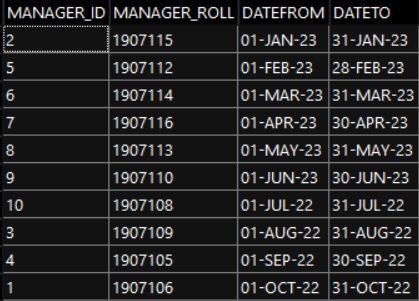 MANAGER_ID MANAGER_ROLL DATEFROM DATETO
2 1907115 01-JAN-23 31-JAN-23
5 1907112 01-FEB-23 28-FEB-23
6 1907114 01-MAR-23 31-MAR-23
7 1907116 01-APR-23 30-APR-23
8 1907113 01-MAY-23 31-MAY-23
9 1907110 01-JUN-23 30-JUN-23
10 1907108 01-JUL-22 31-JUL-22
3 1907109 01-AUG-22 31-AUG-22
4 1907105 01-SEP-22 30-SEP-22
1 1907106 01-OCT-22 31-OCT-22